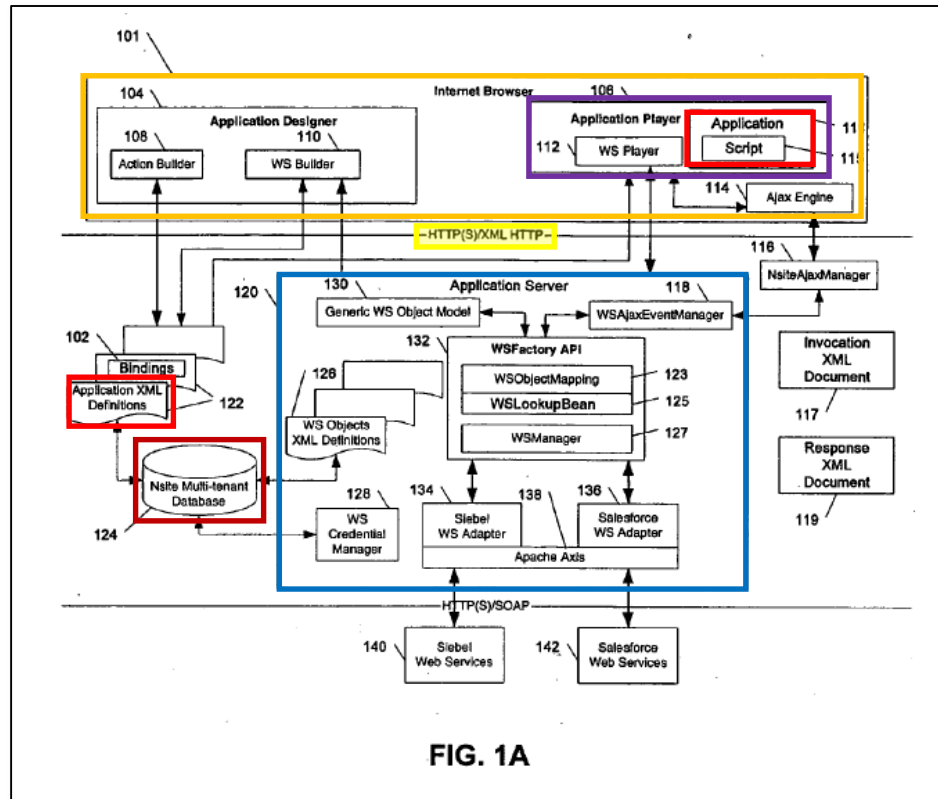 101
104
Internet Browser
106
Application Designer
108
110
Action Builder
WS Builder
Application Player
112
WS Player
Application
Script
114
Ajax Engine
HTTP(S)/XML HTTP
116
NsiteAjaxManager
120
130
Application Server
118
Generic WS Object Model
WSAjaxEventManager
102
Bindings
Application XML
Definitions
122
126
WS Objects
XML Definitions
132
WSFactory API
WSObjectMapping
123
WSLookupBean
125
WSManager
127
Invocation
XML
Document
117
Response
XML
Document
119
Nsite Multi-tenant
Database
124
128
WS
Credential
Manager
134
138
136
Siebel
WS Adapter
Salesforce
WS Adapter
Apache Axis
HTTP(S)/SOAP
140
Siebel
Web Services
142
Salesforce
Web Services
FIG. 1A